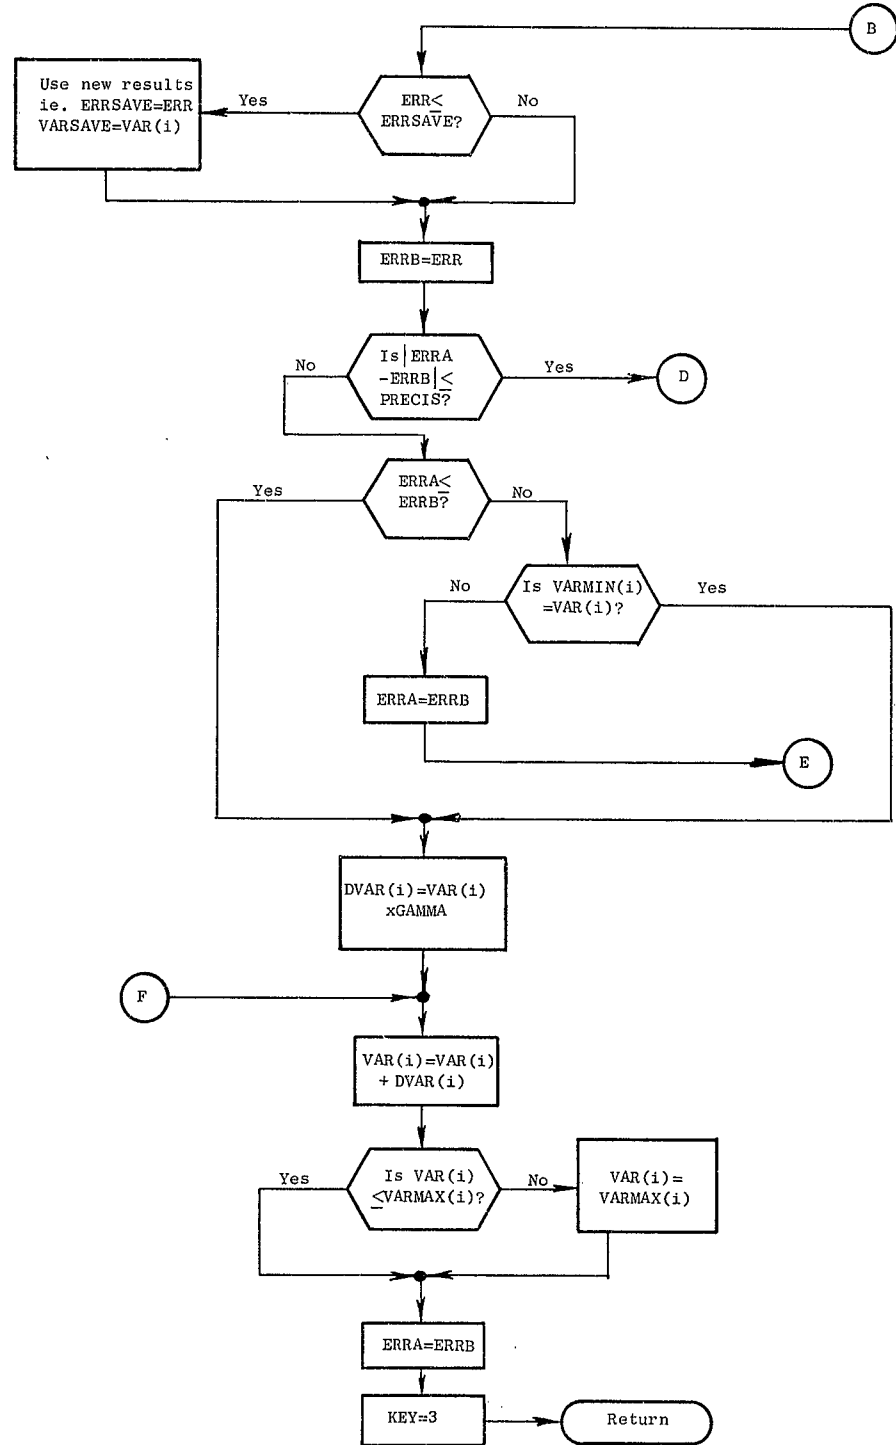 B
Use new results
ie. ERRSAVE=ERR
VARSAVE=VAR(i)
Yes
ERR≤
ERRSAVE?
No
ERRB=ERR
No
Is|ERRA
-ERRB|≤
PRECIS?
Yes
D
Yes
ERRA≤
ERRB?
No
No
Is VARMIN(i)
=VAR(i)?
Yes
ERRA=ERRB
E
DVAR(i)=VAR(i)
xGAMMA
F
VAR(i)=VAR(i)
+ DVAR(i)
Yes
Is VAR(i)
≤VARMAX(i)?
No
VAR(i)=
VARMAX(i)
ERRA=ERRB
KEY=3
Return